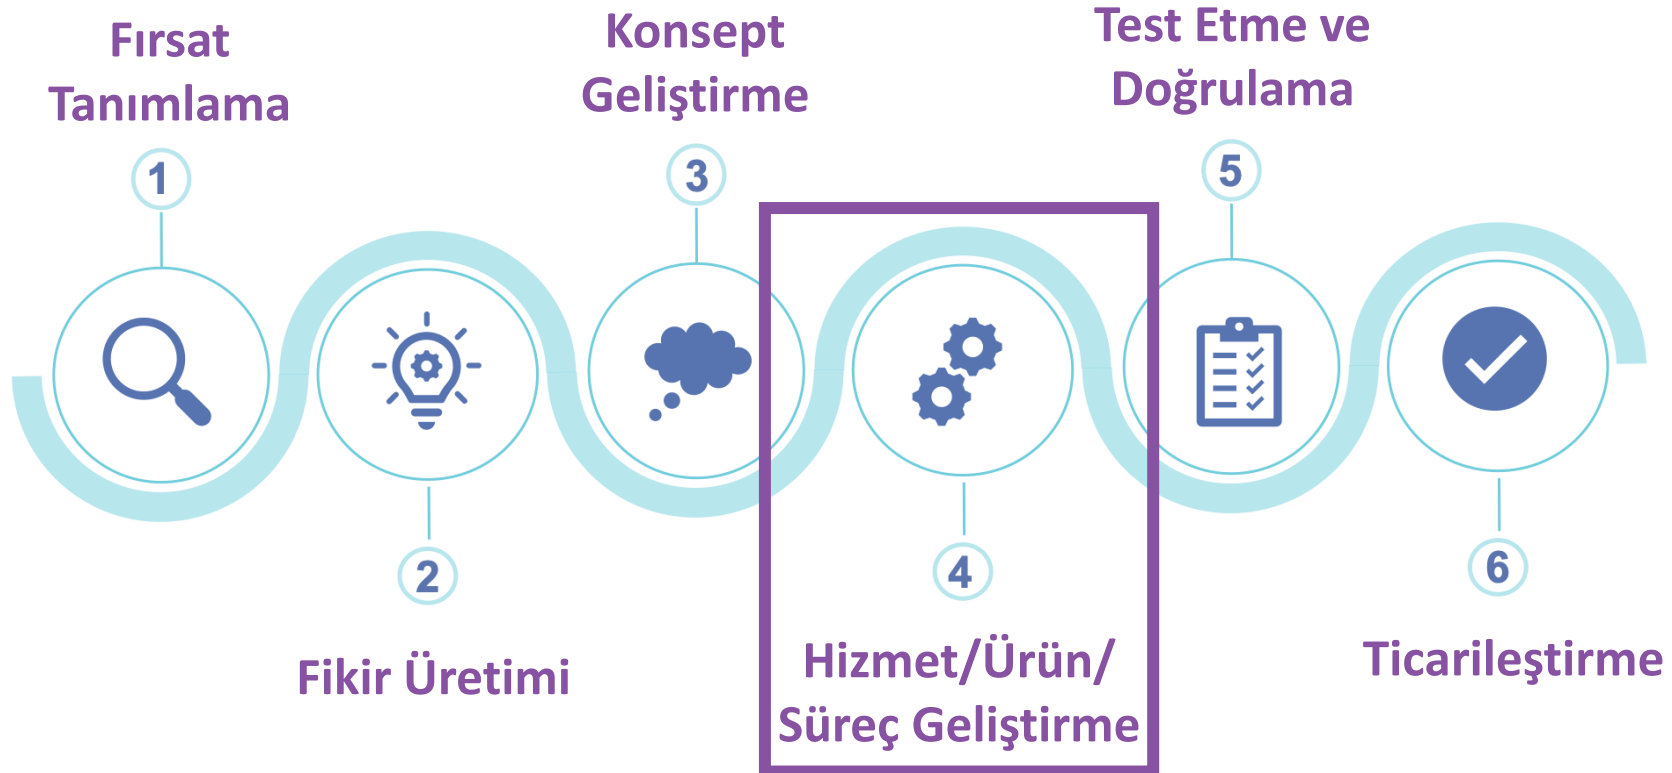 Fırsat
Tanımlama
1
2
Fikir Üretimi
Konsept
Geliştirme
3
4
Hizmet/Ürün/
Süreç Geliştirme
Test Etme ve
Doğrulama
5
6
Ticarileştirme